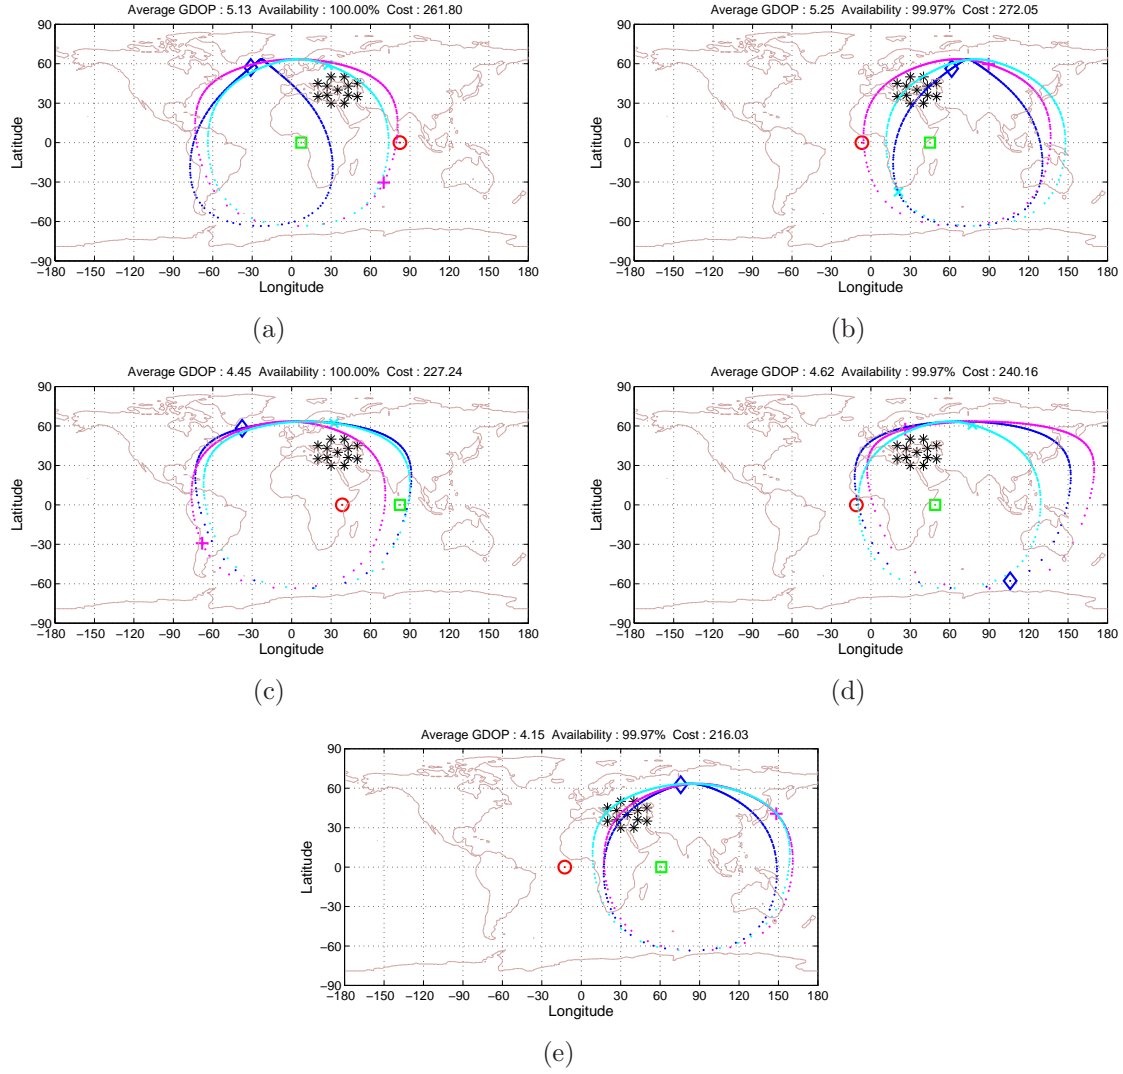 Average GDOP : 5.13 Availability : 100.00% Cost : 261.80
90
60
30
0
−30
−60
−90
Latitude
−180 −150 −120 −90 −60 −30 0 30 60 90 120 150 180
Longitude
(a)
Average GDOP : 5.25 Availability : 99.97% Cost : 272.05
90
60
30
0
−30
−60
−90
Latitude
−180 −150 −120 −90 −60 −30 0 30 60 90 120 150 180
Longitude
(b)
Average GDOP : 4.45 Availability : 100.00% Cost : 227.24
90
60
30
0
−30
−60
−90
Latitude
−180 −150 −120 −90 −60 −30 0 30 60 90 120 150 180
Longitude
(c)
Average GDOP : 4.62 Availability : 99.97% Cost : 240.16
90
60
30
0
−30
−60
−90
Latitude
−180 −150 −120 −90 −60 −30 0 30 60 90 120 150 180
Longitude
(d)
Average GDOP : 4.15 Availability : 99.97% Cost : 216.03
90
60
30
0
−30
−60
−90
Latitude
−180 −150 −120 −90 −60 −30 0 30 60 90 120 150 180
Longitude
(e)